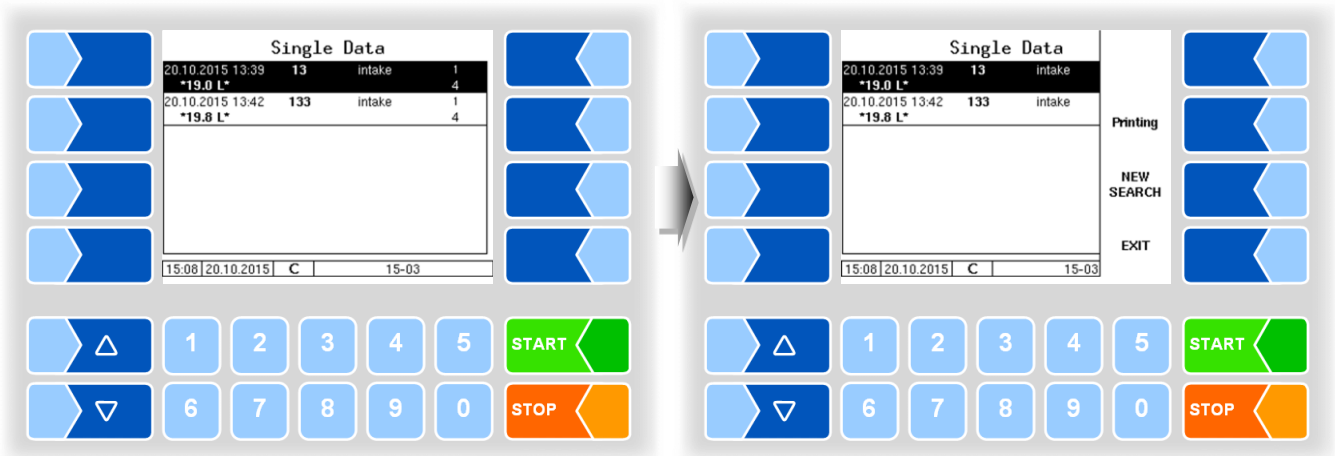 Single Data
20.10.2015 13:39 13 intake 1
*19.0 L* 4
20.10.2015 13:42 133 intake 1
*19.8 L* 4
15:08 20.10.2015 C 15-03
1 2 3 4 5 START
6 7 8 9 0 STOP
Single Data
20.10.2015 13:39 13 intake
*19.0 L*
20.10.2015 13:42 133 intake
*19.8 L*
Printing
NEW
SEARCH
EXIT
15:08 20.10.2015 C 15-03
1 2 3 4 5 START
6 7 8 9 0 STOP